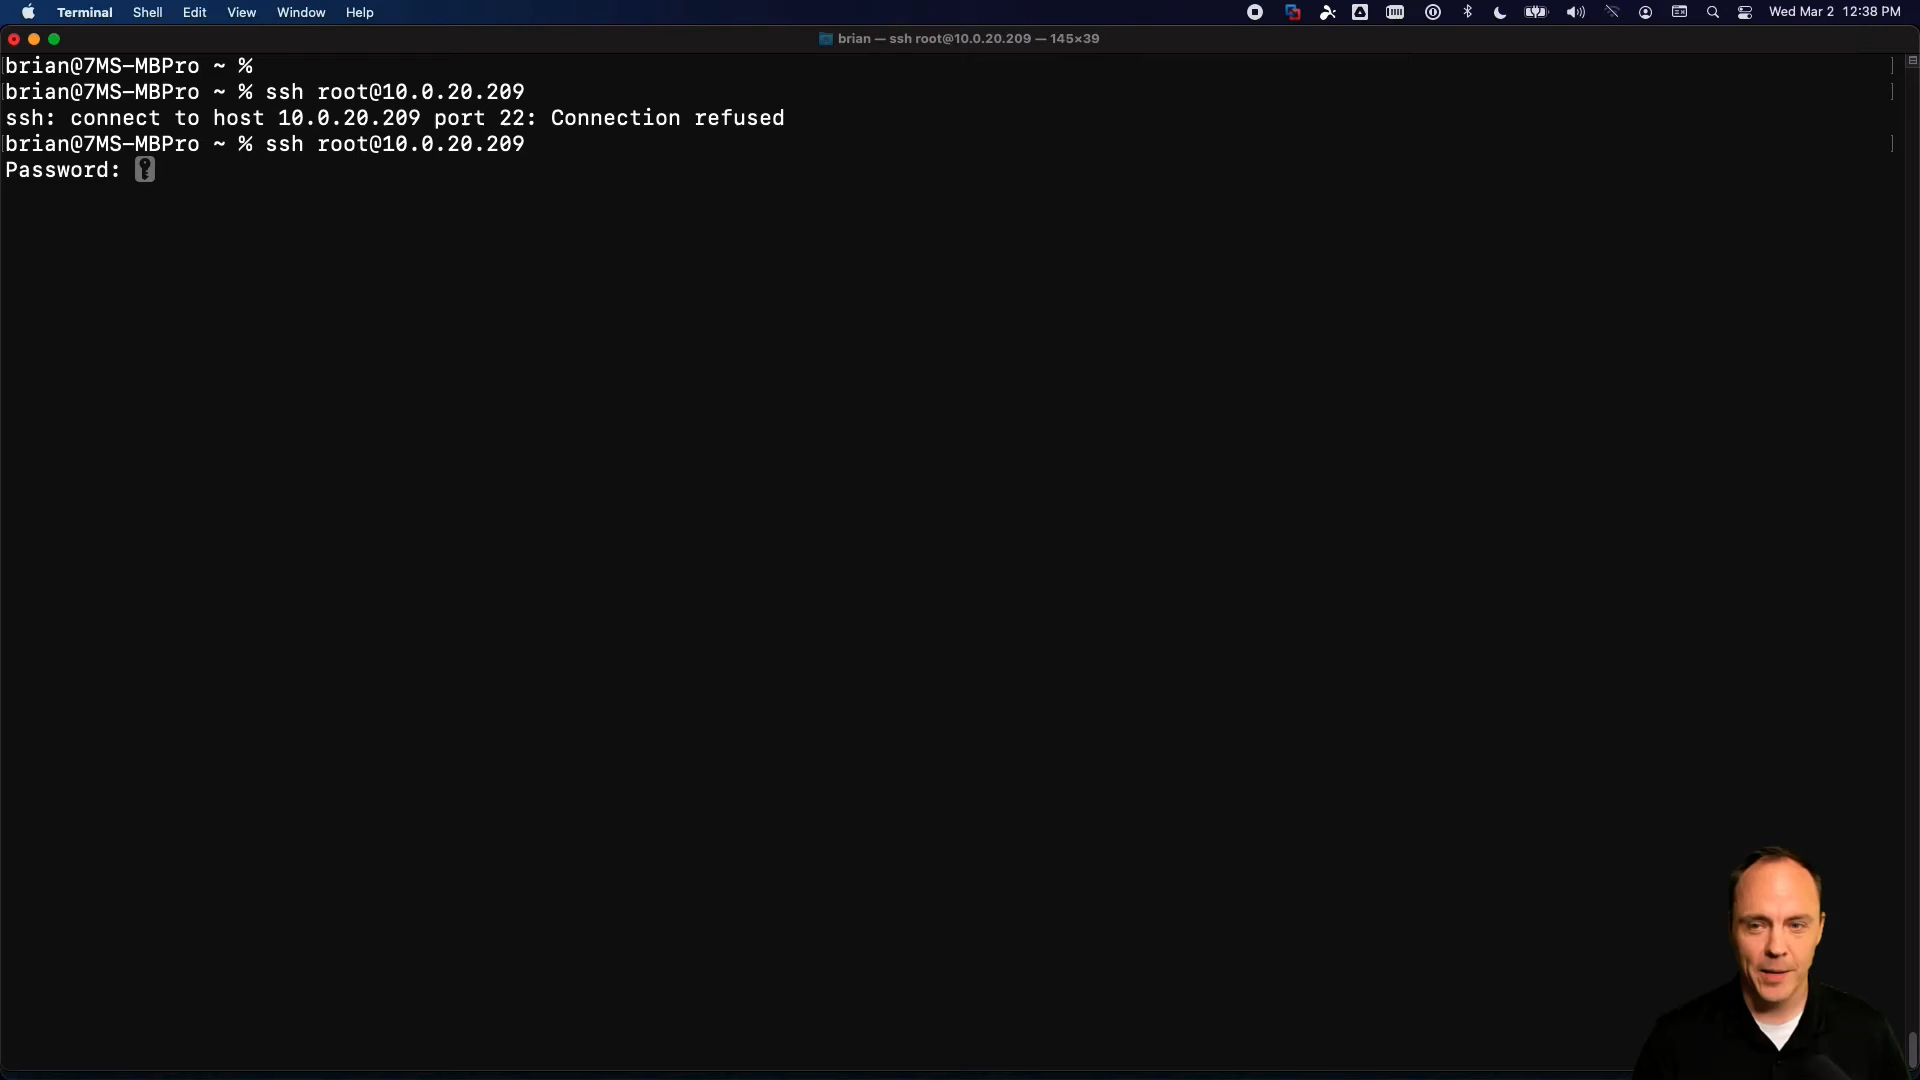 Terminal Shell Edit View Window Help Wed Mar 2 12:38 PM
brian — ssh root@10.0.20.209 — 145×39
brian@7MS-MBPro ~ %
brian@7MS-MBPro ~ % ssh root@10.0.20.209
ssh: connect to host 10.0.20.209 port 22: Connection refused
brian@7MS-MBPro ~ % ssh root@10.0.20.209
Password: